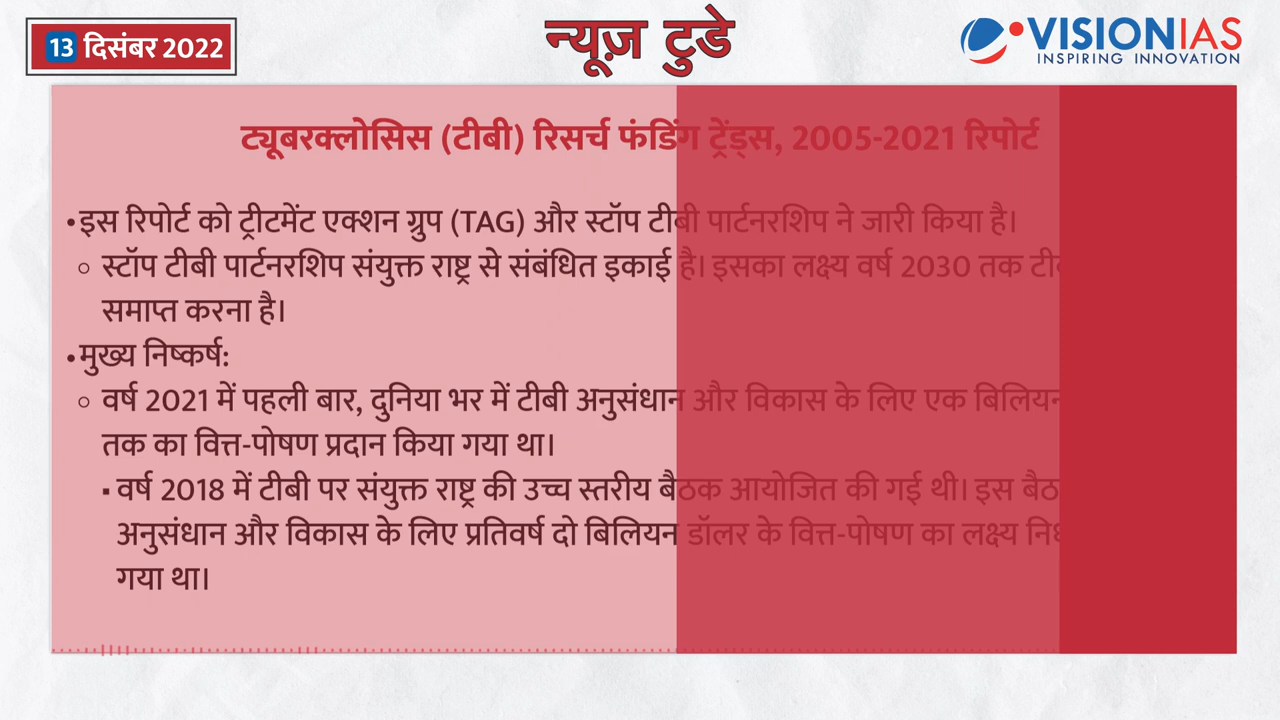 13 दिसंबर 2022
न्यूज़ टुडे
VISIONIAS
INSPIRING INNOVATION
ट्यूबरक्लोसिस (टीबी) रिसर्च फंडिंग ट्रेंड्स, 2005-2021 रिपोर्ट
•इस रिपोर्ट को ट्रीटमेंट एक्शन ग्रुप (TAG) और स्टॉप टीबी पार्टनरशिप ने जारी किया है।
○ स्टॉप टीबी पार्टनरशिप संयुक्त राष्ट्र से संबंधित इकाई है। इसका लक्ष्य वर्ष 2030 तक
समाप्त करना है।
•मुख्य निष्कर्ष:
○ वर्ष 2021 में पहली बार, दुनिया भर में टीबी अनुसंधान और विकास के लिए एक बिलियन
तक का वित्त-पोषण प्रदान किया गया था।
▪ वर्ष 2018 में टीबी पर संयुक्त राष्ट्र की उच्च स्तरीय बैठक आयोजित की गई थी। इस
अनुसंधान और विकास के लिए प्रतिवर्ष दो बिलियन डॉलर के वित्त-पोषण का लक्ष्य
गया था।